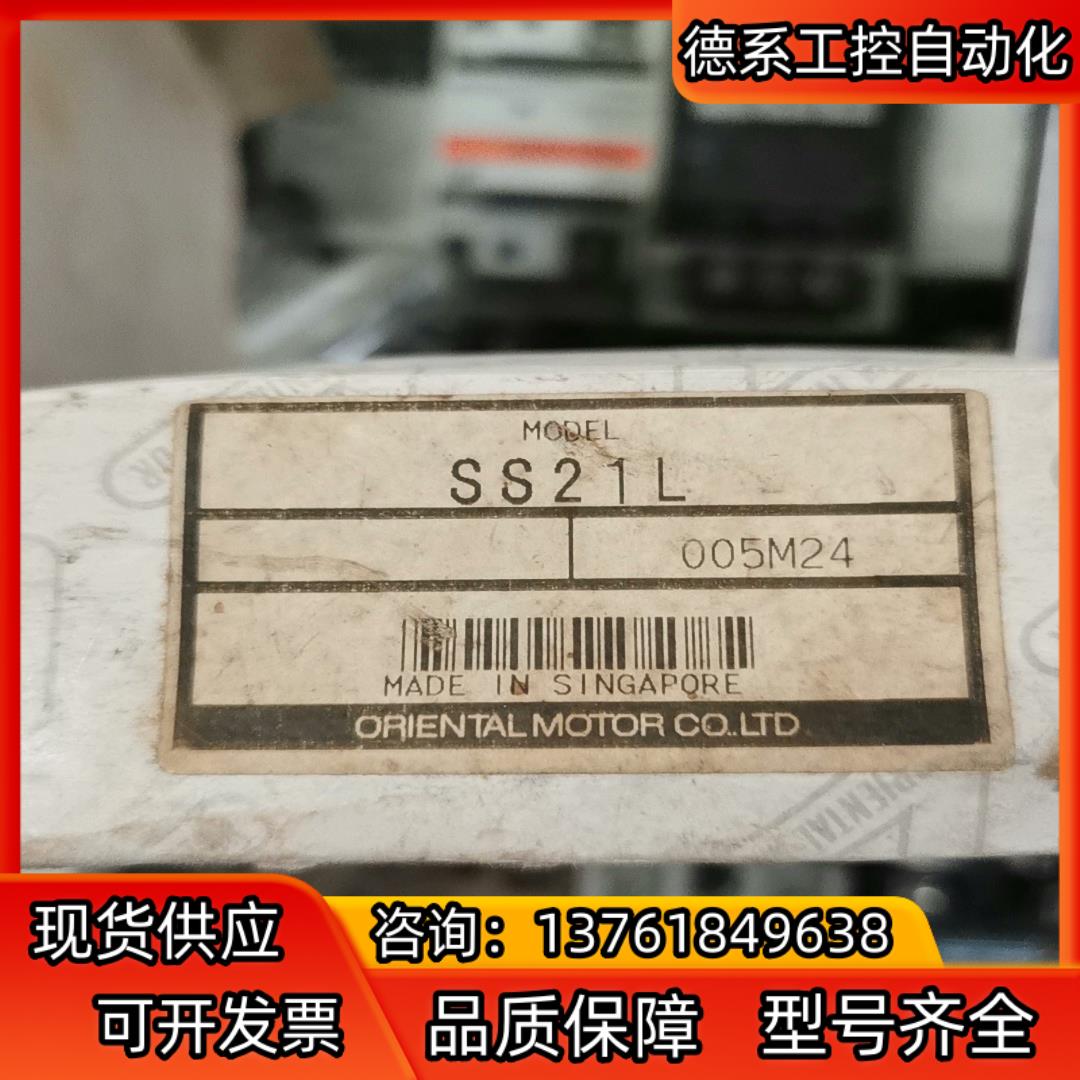 德系工控自动化
MODEL
SS21L
005M24
MADE IN SINGAPORE
ORIENTAL MOTOR CO.,LTD
ORIENTAL
现货供应
咨询：13761849638
可开发票
品质保障
型号齐全